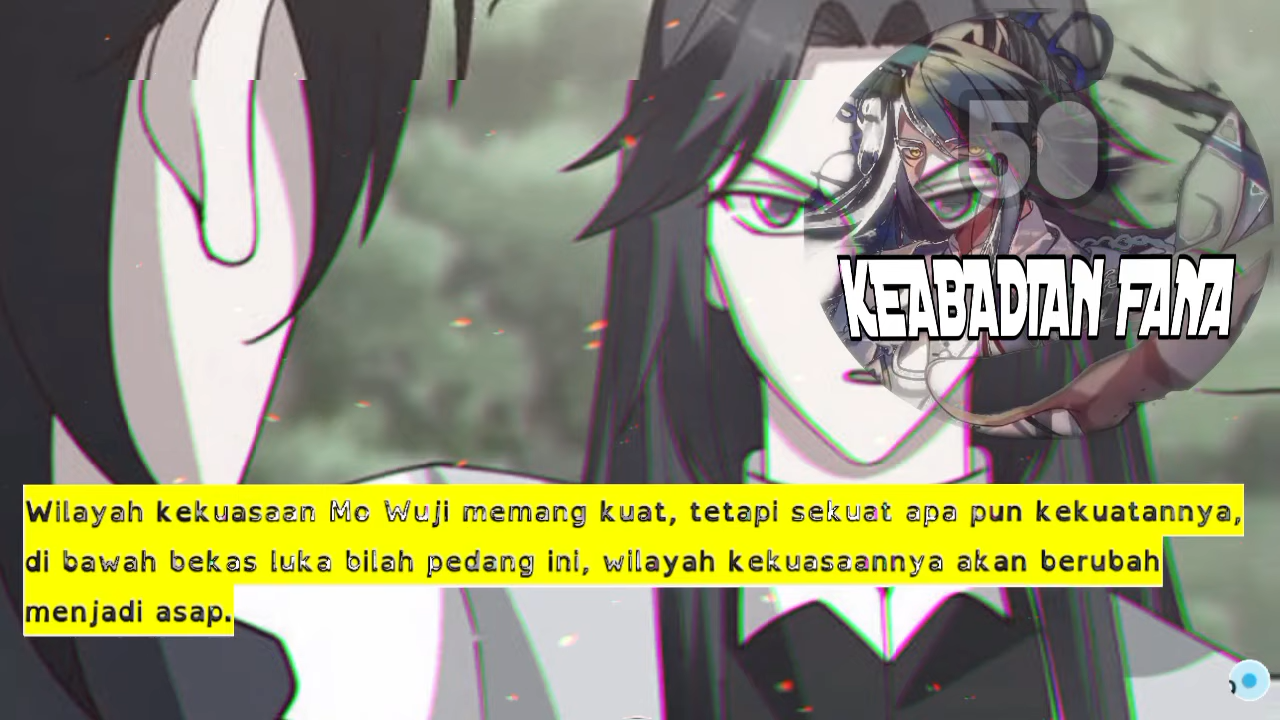 50
KEABADIAN FANA
Wilayah kekuasaan Mo Wuji memang kuat, tetapi sekuat apa pun kekuatannya,
di bawah bekas luka bilah pedang ini, wilayah kekuasaannya akan berubah
menjadi asap.